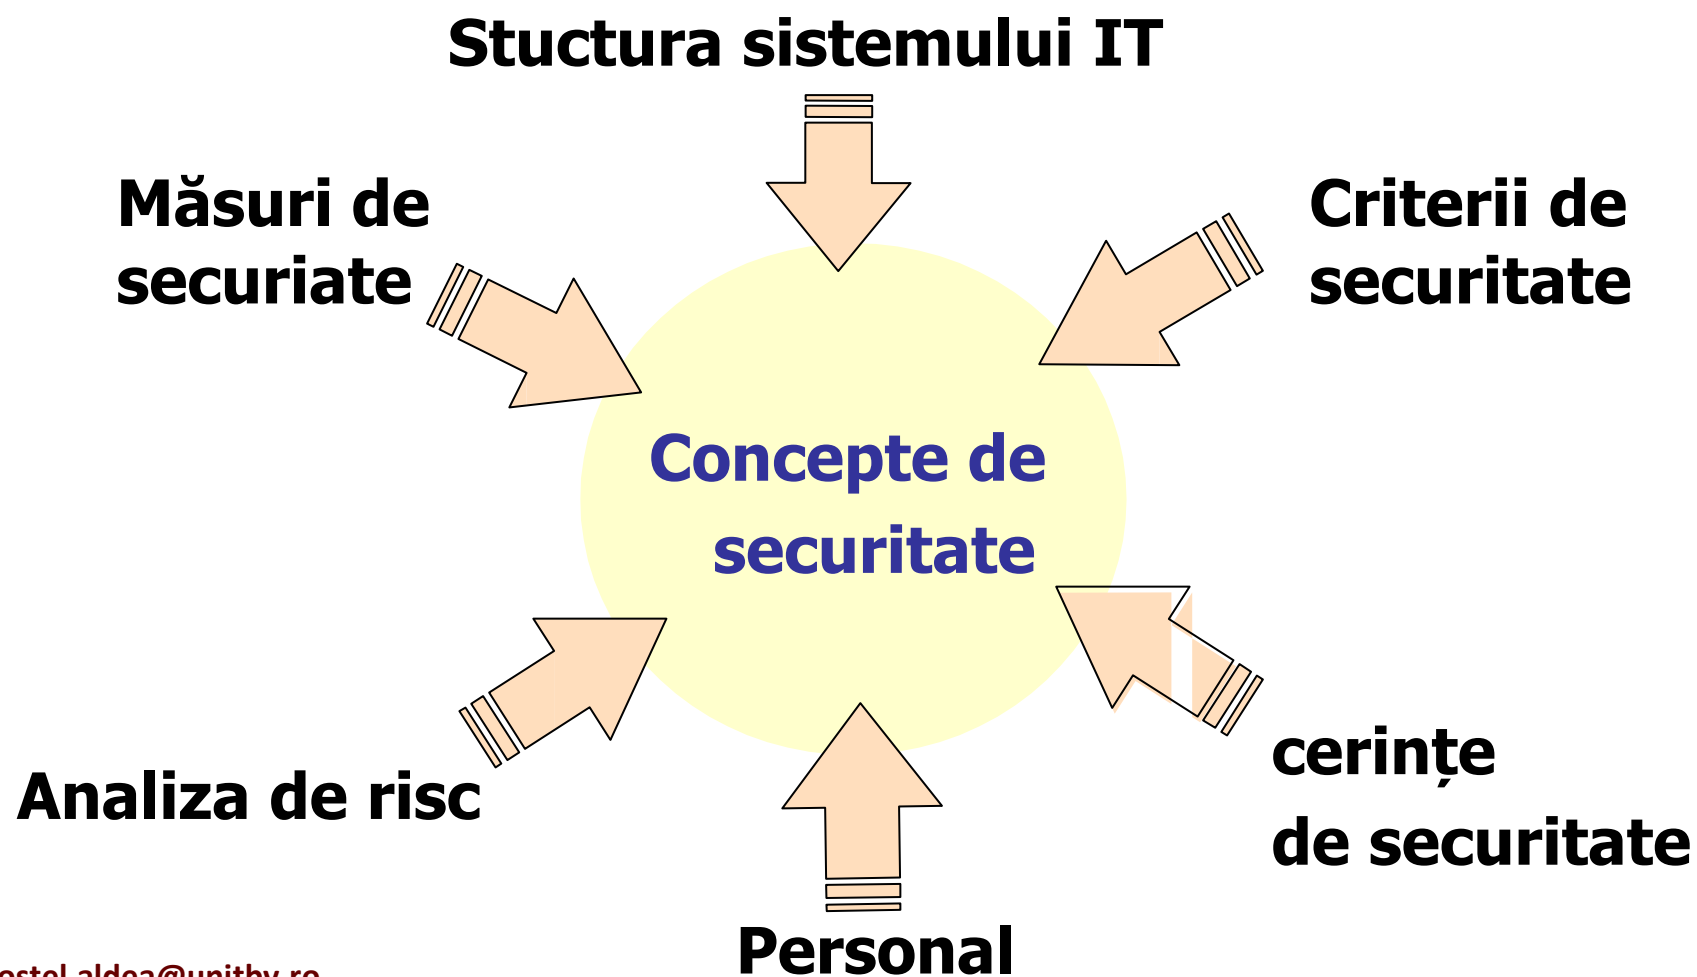 Stuctura sistemului IT
Măsuri de
securiate
Criterii de
securitate
Concepte de
securitate
Analiza de risc
cerințe
de securitate
Personal